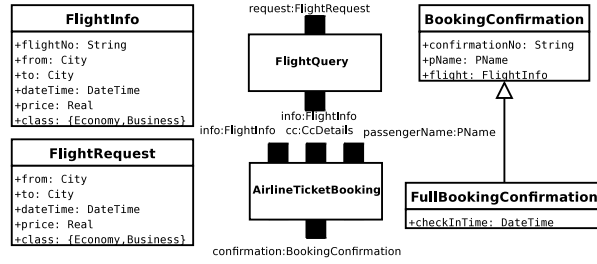 FlightInfo
+flightNo: String
+from: City
+to: City
+dateTime: DateTime
+price: Real
+class: {Economy,Business}
FlightRequest
+from: City
+to: City
+dateTime: DateTime
+price: Real
+class: {Economy,Business}
request:FlightRequest
FlightQuery
info:FlightInfo
info:FlightInfo
cc:CcDetails
passengerName:PName
AirlineTicketBooking
confirmation:BookingConfirmation
BookingConfirmation
+confirmationNo: String
+pName: PName
+flight: FlightInfo
FullBookingConfirmation
+checkInTime: DateTime